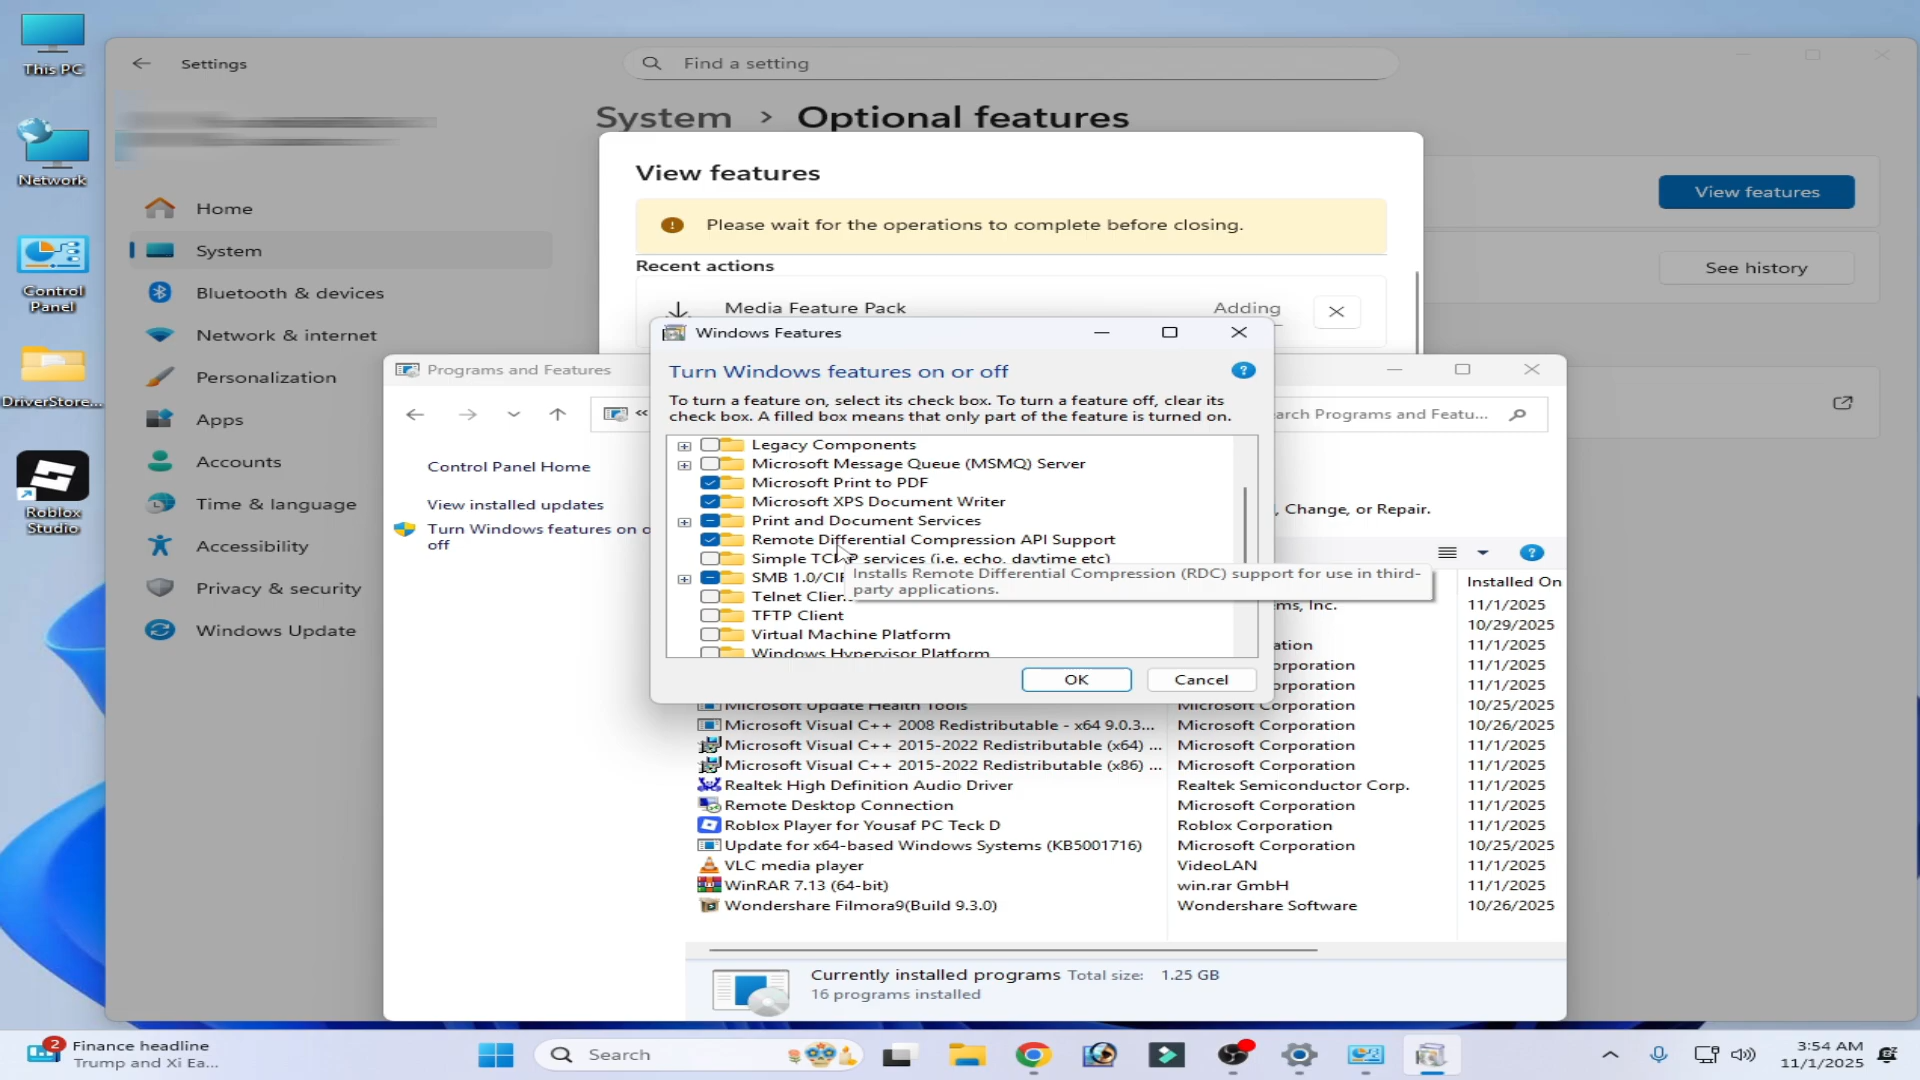 This PC
Network
Control
Panel
DriverStore...
Roblox
Studio
Settings
Find a setting
System > Optional features
Home
System
Bluetooth & devices
Network & internet
Personalization
Apps
Accounts
Time & language
Accessibility
Privacy & security
Windows Update
View features
See history
View features
Please wait for the operations to complete before closing.
Recent actions
Media Feature Pack
Adding
Programs and Features
Search Programs and Featu...
Control Panel Home
View installed updates
Turn Windows features on o
off
, Change, or Repair.
Windows Features
Turn Windows features on or off
To turn a feature on, select its check box. To turn a feature off, clear its
check box. A filled box means that only part of the feature is turned on.
Legacy Components
Microsoft Message Queue (MSMQ) Server
Microsoft Print to PDF
Microsoft XPS Document Writer
Print and Document Services
Remote Differential Compression API Support
Simple TCP services (i.e. echo, daytime etc)
SMB 1.0/CIF
Telnet Clien
TFTP Client
Virtual Machine Platform
Windows Hypervisor Platform
Installs Remote Differential Compression (RDC) support for use in third-
party applications.
OK
Cancel
Installed On
ms, Inc. 11/1/2025
10/29/2025
ation 11/1/2025
orporation 11/1/2025
orporation 11/1/2025
Microsoft Update Health Tools Microsoft Corporation 10/25/2025
Microsoft Visual C++ 2008 Redistributable - x64 9.0.3... Microsoft Corporation 10/26/2025
Microsoft Visual C++ 2015-2022 Redistributable (x64) ... Microsoft Corporation 11/1/2025
Microsoft Visual C++ 2015-2022 Redistributable (x86) ... Microsoft Corporation 11/1/2025
Realtek High Definition Audio Driver Realtek Semiconductor Corp. 11/1/2025
Remote Desktop Connection Microsoft Corporation 11/1/2025
Roblox Player for Yousaf PC Teck D Roblox Corporation 11/1/2025
Update for x64-based Windows Systems (KB5001716) Microsoft Corporation 10/25/2025
VLC media player VideoLAN 11/1/2025
WinRAR 7.13 (64-bit) win.rar GmbH 11/1/2025
Wondershare Filmora9(Build 9.3.0) Wondershare Software 10/26/2025
Currently installed programs Total size: 1.25 GB
16 programs installed
2
Finance headline
Trump and Xi Ea...
Search
3:54 AM
11/1/2025